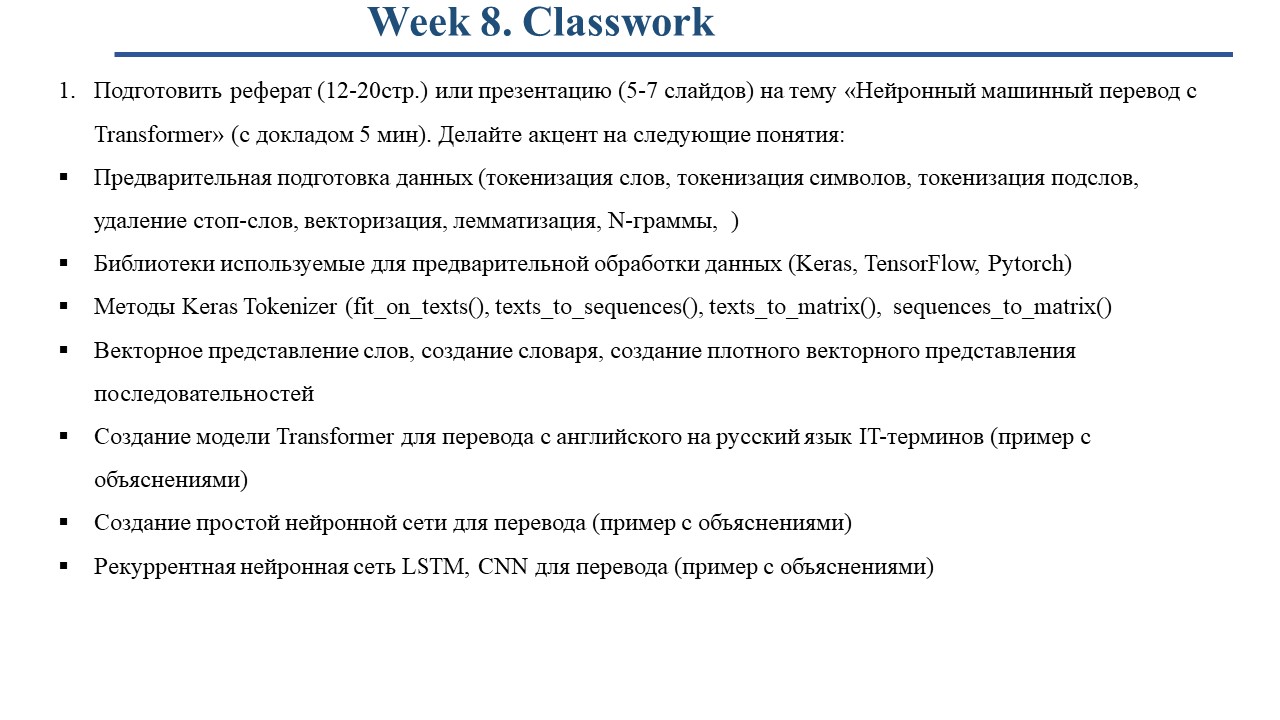 Week 8. Classwork
1. Подготовить реферат (12-20стр.) или презентацию (5-7 слайдов) на тему «Нейронный машинный перевод с
Transformer» (с докладом 5 мин). Делайте акцент на следующие понятия:
▪ Предварительная подготовка данных (токенизация слов, токенизация символов, токенизация подслов,
удаление стоп-слов, векторизация, лемматизация, N-граммы, )
▪ Библиотеки используемые для предварительной обработки данных (Keras, TensorFlow, Pytorch)
▪ Методы Keras Tokenizer (fit_on_texts(), texts_to_sequences(), texts_to_matrix(), sequences_to_matrix()
▪ Векторное представление слов, создание словаря, создание плотного векторного представления
последовательностей
▪ Создание модели Transformer для перевода с английского на русский язык IT-терминов (пример с
объяснениями)
▪ Создание простой нейронной сети для перевода (пример с объяснениями)
▪ Рекуррентная нейронная сеть LSTM, CNN для перевода (пример с объяснениями)